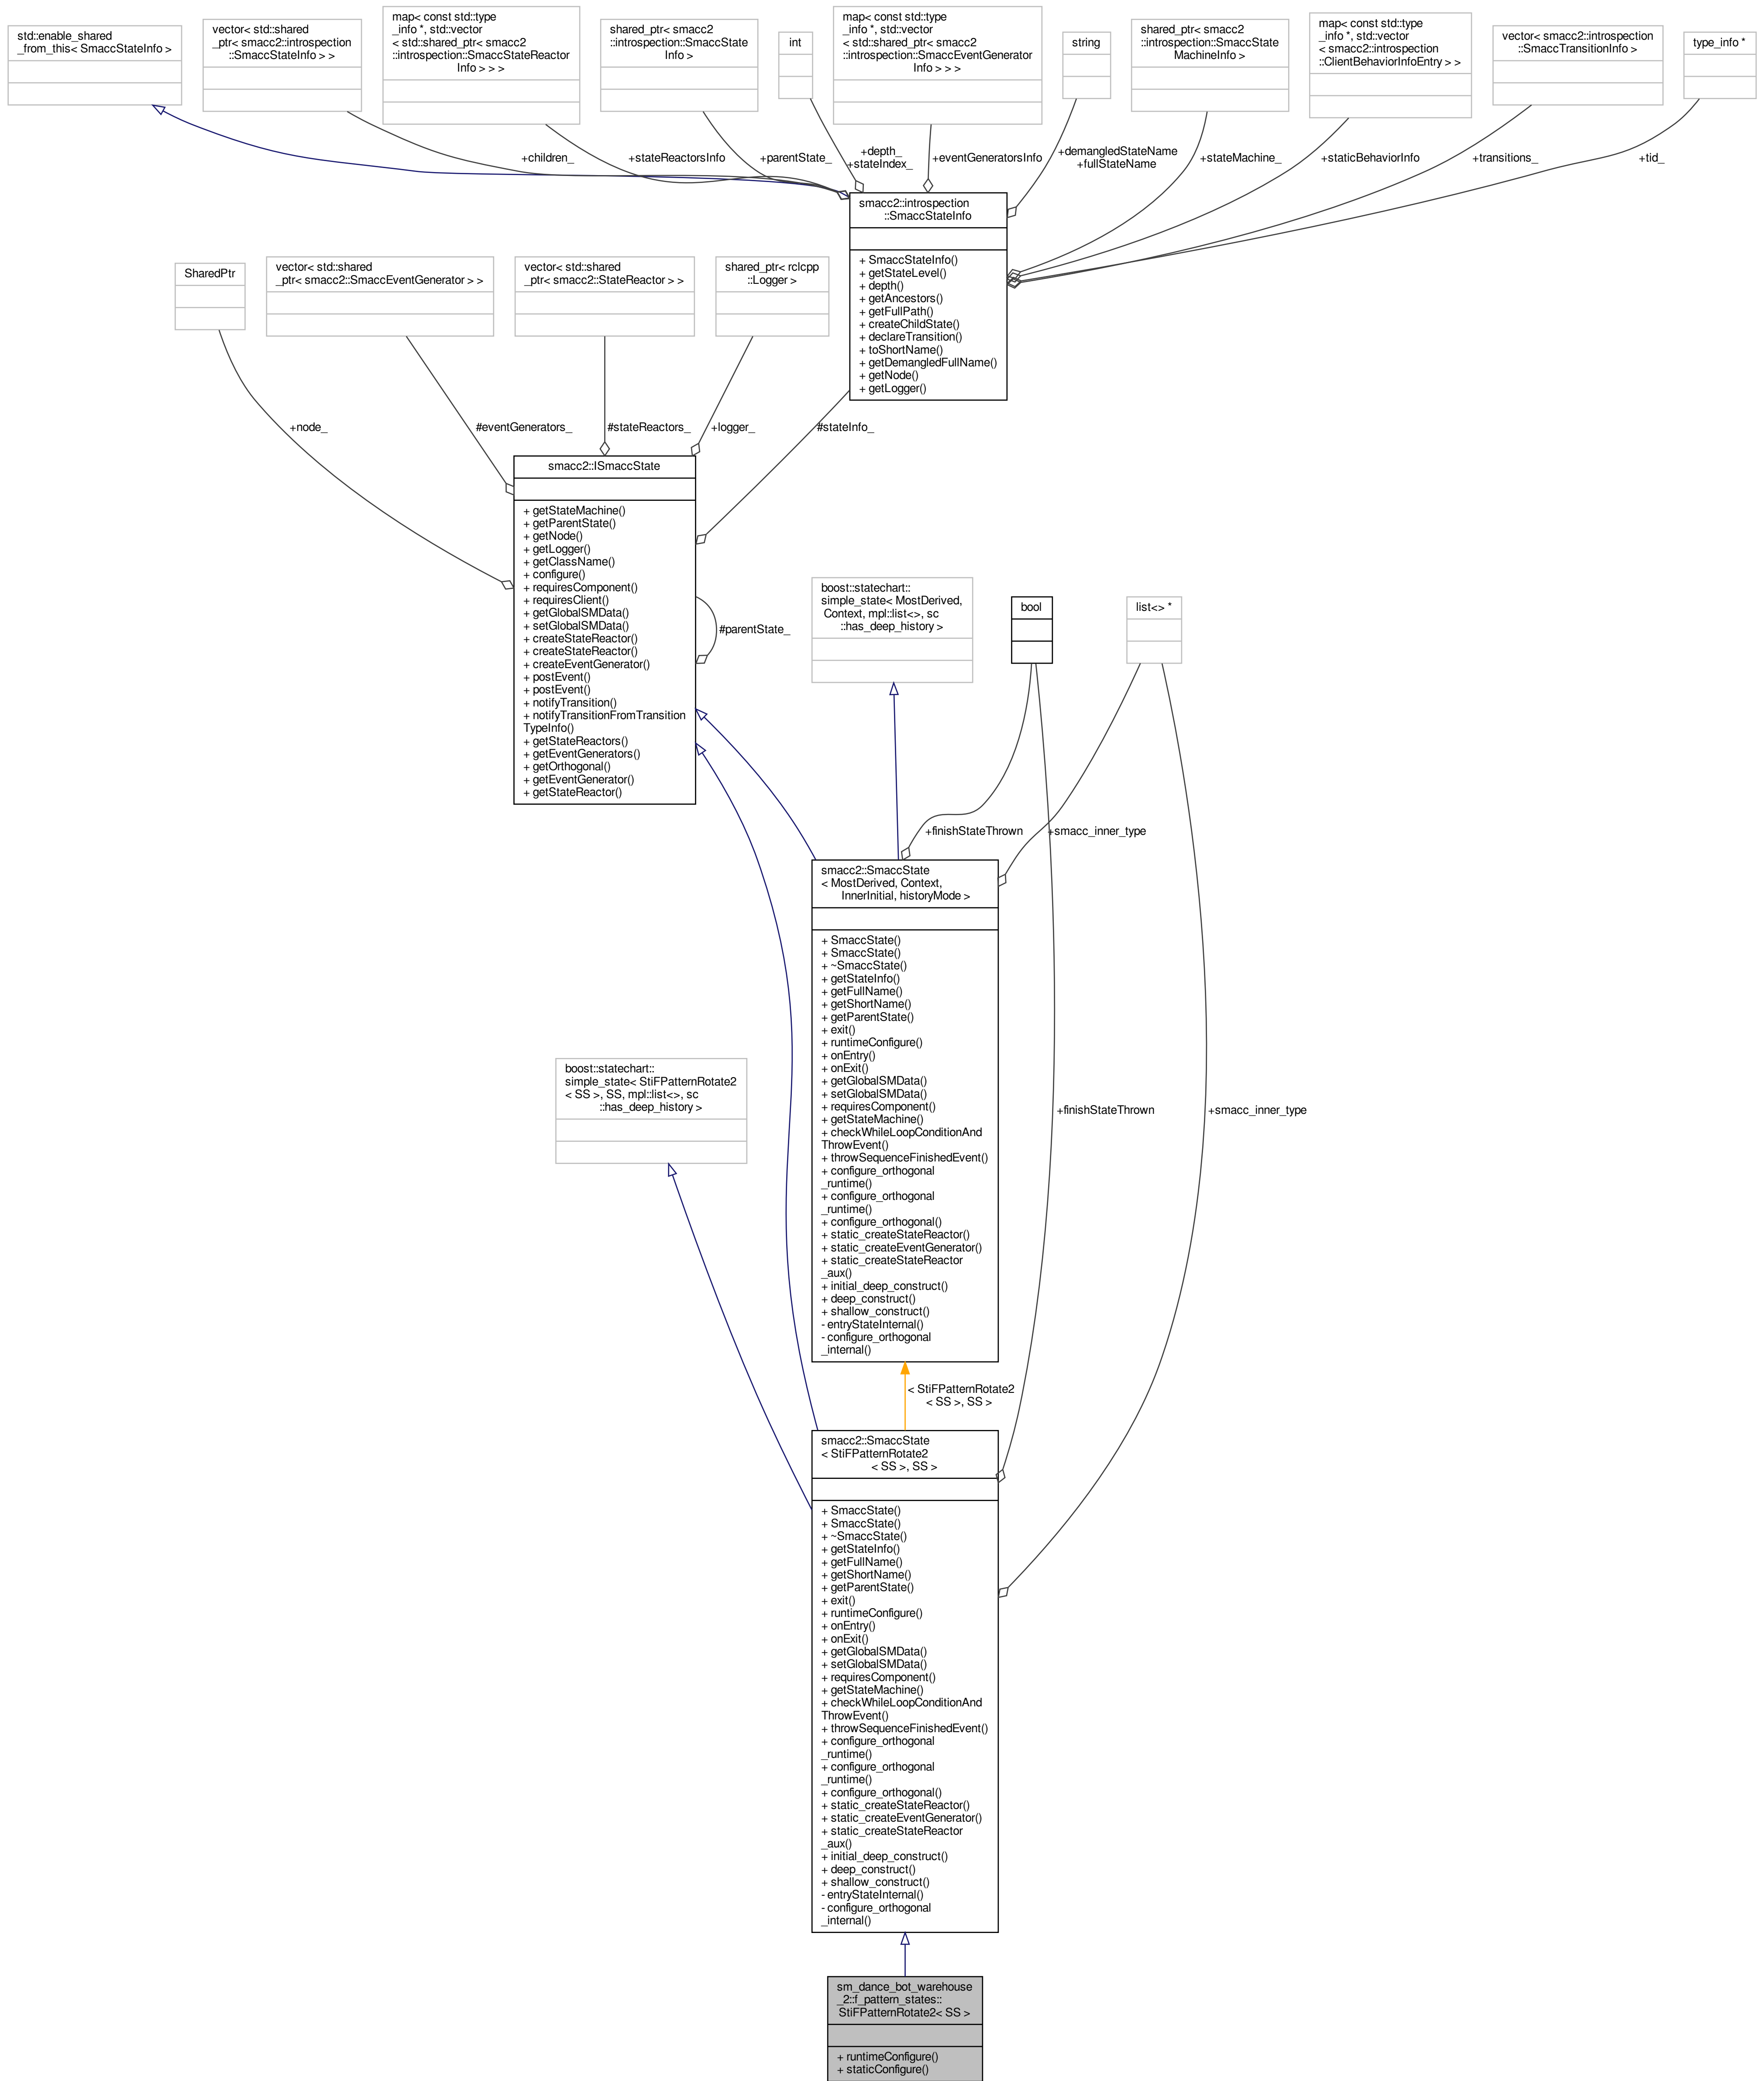 std::enable_shared
_from_this< SmaccStateInfo >
vector< std::shared
_ptr< smacc2::introspection
::SmaccStateInfo > >
map< const std::type
_info *, std::vector
< std::shared_ptr< smacc2
::introspection::SmaccStateReactor
Info > > >
shared_ptr< smacc2
::introspection::SmaccState
Info >
int
map< const std::type
_info *, std::vector
< std::shared_ptr< smacc2
::introspection::SmaccEventGenerator
Info > > >
string
shared_ptr< smacc2
::introspection::SmaccState
MachineInfo >
map< const std::type
_info *, std::vector
< smacc2::introspection
::ClientBehaviorInfoEntry > >
vector< smacc2::introspection
::SmaccTransitionInfo >
type_info *
+children_
+stateReactorsInfo
+parentState_
+depth_
+stateIndex_
+eventGeneratorsInfo
+demangledStateName
+fullStateName
+stateMachine_
+staticBehaviorInfo
+transitions_
+tid_
smacc2::introspection
::SmaccStateInfo
+ SmaccStateInfo()
+ getStateLevel()
+ depth()
+ getAncestors()
+ getFullPath()
+ createChildState()
+ declareTransition()
+ toShortName()
+ getDemangledFullName()
+ getNode()
+ getLogger()
SharedPtr
vector< std::shared
_ptr< smacc2::SmaccEventGenerator > >
vector< std::shared
_ptr< smacc2::StateReactor > >
shared_ptr< rclcpp
::Logger >
+node_
#eventGenerators_
#stateReactors_
+logger_
#stateInfo_
smacc2::ISmaccState
+ getStateMachine()
+ getParentState()
+ getNode()
+ getLogger()
+ getClassName()
+ configure()
+ requiresComponent()
+ requiresClient()
+ getGlobalSMData()
+ setGlobalSMData()
+ createStateReactor()
+ createStateReactor()
+ createEventGenerator()
+ postEvent()
+ postEvent()
+ notifyTransition()
+ notifyTransitionFromTransition
TypeInfo()
+ getStateReactors()
+ getEventGenerators()
+ getOrthogonal()
+ getEventGenerator()
+ getStateReactor()
#parentState_
boost::statechart::
simple_state< MostDerived,
Context, mpl::list<>, sc
::has_deep_history >
bool
list<> *
+finishStateThrown
+smacc_inner_type
smacc2::SmaccState
< MostDerived, Context,
InnerInitial, historyMode >
+ SmaccState()
+ SmaccState()
+ ~SmaccState()
+ getStateInfo()
+ getFullName()
+ getShortName()
+ getParentState()
+ exit()
+ runtimeConfigure()
+ onEntry()
+ onExit()
+ getGlobalSMData()
+ setGlobalSMData()
+ requiresComponent()
+ getStateMachine()
+ checkWhileLoopConditionAnd
ThrowEvent()
+ throwSequenceFinishedEvent()
+ configure_orthogonal
_runtime()
+ configure_orthogonal
_runtime()
+ configure_orthogonal()
+ static_createStateReactor()
+ static_createEventGenerator()
+ static_createStateReactor
_aux()
+ initial_deep_construct()
+ deep_construct()
+ shallow_construct()
- entryStateInternal()
- configure_orthogonal
_internal()
boost::statechart::
simple_state< StiFPatternRotate2
< SS >, SS, mpl::list<>, sc
::has_deep_history >
+finishStateThrown
+smacc_inner_type
< StiFPatternRotate2
< SS >, SS >
smacc2::SmaccState
< StiFPatternRotate2
< SS >, SS >
+ SmaccState()
+ SmaccState()
+ ~SmaccState()
+ getStateInfo()
+ getFullName()
+ getShortName()
+ getParentState()
+ exit()
+ runtimeConfigure()
+ onEntry()
+ onExit()
+ getGlobalSMData()
+ setGlobalSMData()
+ requiresComponent()
+ getStateMachine()
+ checkWhileLoopConditionAnd
ThrowEvent()
+ throwSequenceFinishedEvent()
+ configure_orthogonal
_runtime()
+ configure_orthogonal
_runtime()
+ configure_orthogonal()
+ static_createStateReactor()
+ static_createEventGenerator()
+ static_createStateReactor
_aux()
+ initial_deep_construct()
+ deep_construct()
+ shallow_construct()
- entryStateInternal()
- configure_orthogonal
_internal()
sm_dance_bot_warehouse
_2::f_pattern_states::
StiFPatternRotate2< SS >
+ runtimeConfigure()
+ staticConfigure()